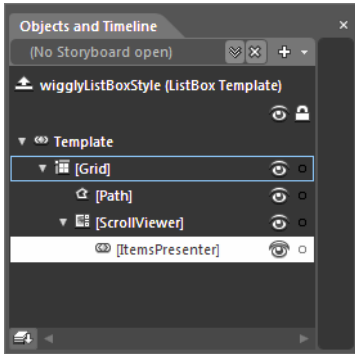 Objects and Timeline
(No Storyboard open)
wigglyListBoxStyle (ListBox Template)
Template
[Grid]
[Path]
[ScrollViewer]
[ItemsPresenter]